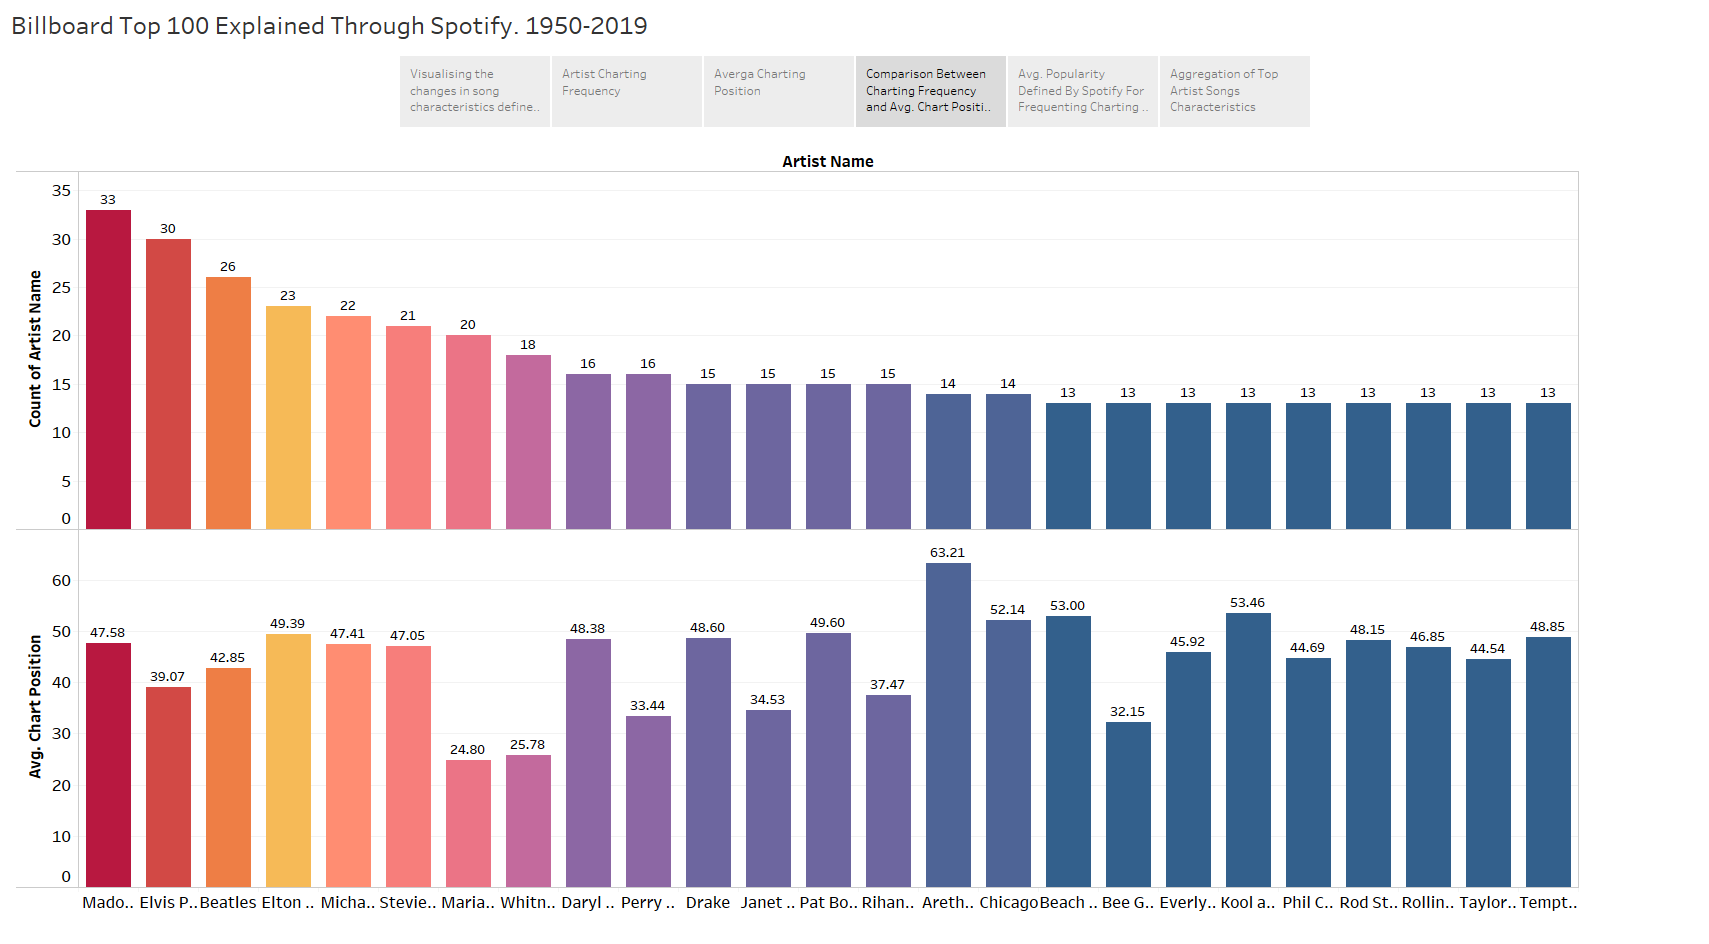 Billboard Top 100 Explained Through Spotify. 1950-2019
Visualising the
changes in song
characteristics define..
Artist Charting
Frequency
Averga Charting
Position
Comparison Between
Charting Frequency
and Avg. Chart Positi..
Avg. Popularity
Defined By Spotify For
Frequenting Charting ..
Aggregation of Top
Artist Songs
Characteristics
Artist Name
Count of Artist Name
35
30
25
20
15
10
5
0
33 30 26 23 22 21 20 18 16 16 15 15 15 15 14 14 13 13 13 13 13 13 13 13 13
Avg. Chart Position
60
50
40
30
20
10
0
47.58 39.07 42.85 49.39 47.41 47.05 24.80 25.78 48.38 33.44 48.60 34.53 49.60 37.47 63.21 52.14 53.00 32.15 45.92 53.46 44.69 48.15 46.85 44.54 48.85
Mado.. Elvis P.. Beatles Elton .. Micha.. Stevie.. Maria.. Whitn.. Daryl .. Perry .. Drake Janet .. Pat Bo.. Rihan.. Areth.. Chicago Beach .. Bee G.. Everly.. Kool a.. Phil C.. Rod St.. Rollin.. Taylor.. Tempt..